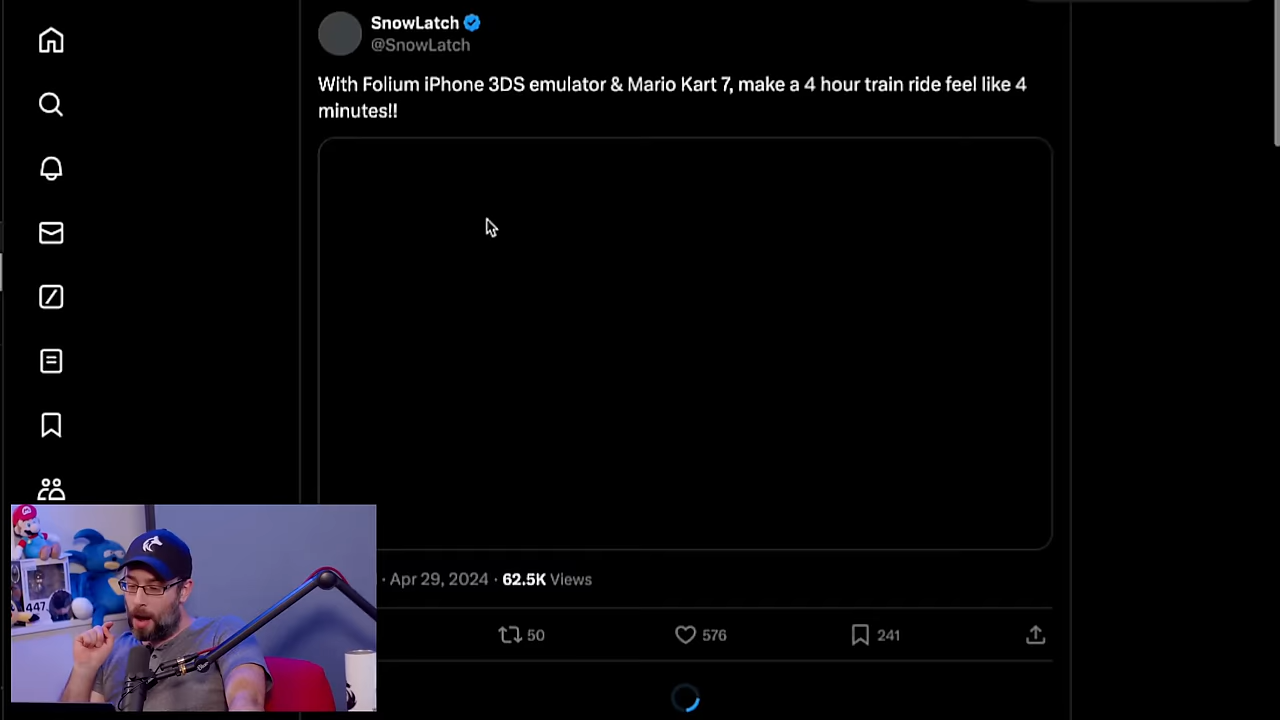 SnowLatch
@SnowLatch
With Folium iPhone 3DS emulator & Mario Kart 7, make a 4 hour train ride feel like 4
minutes!!
· Apr 29, 2024 · 62.5K Views
50 576 241
447